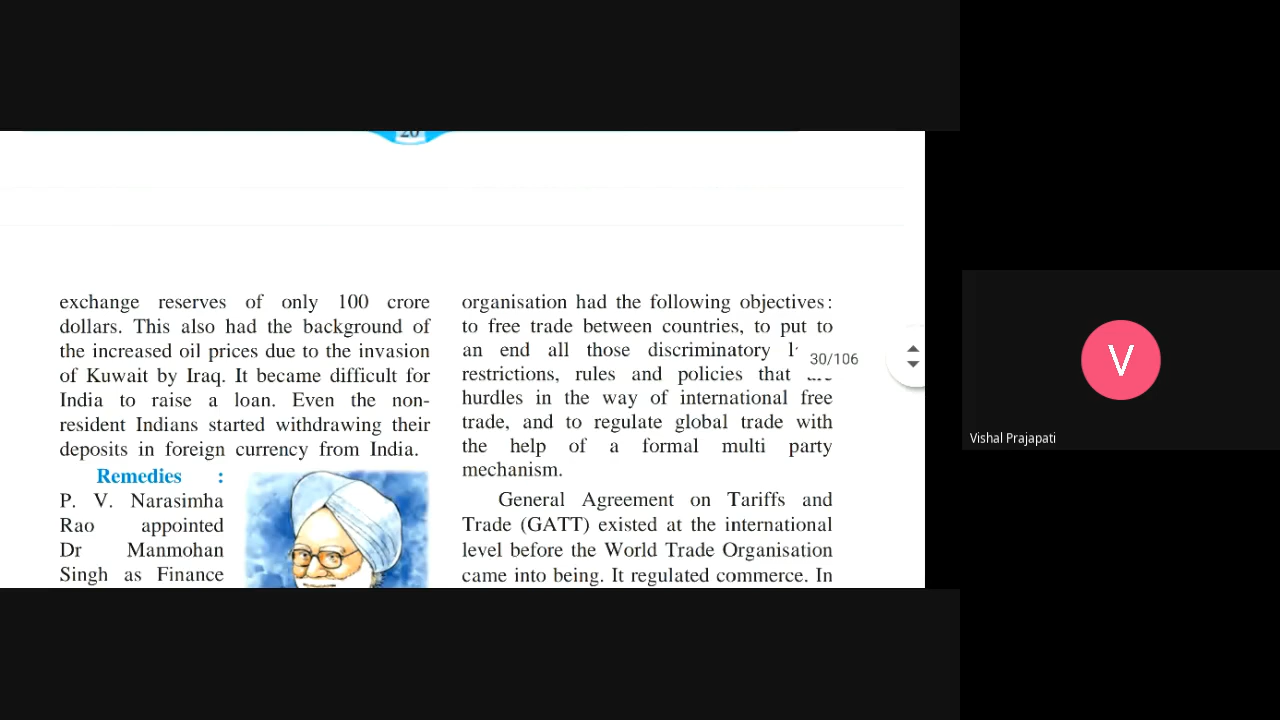 20
exchange reserves of only 100 crore
dollars. This also had the background of
the increased oil prices due to the invasion
of Kuwait by Iraq. It became difficult for
India to raise a loan. Even the non-
resident Indians started withdrawing their
deposits in foreign currency from India.
Remedies :
P. V. Narasimha
Rao appointed
Dr Manmohan
Singh as Finance
organisation had the following objectives :
to free trade between countries, to put to
an end all those discriminatory
restrictions, rules and policies that
hurdles in the way of international free
trade, and to regulate global trade with
the help of a formal multi party
mechanism.
General Agreement on Tariffs and
Trade (GATT) existed at the international
level before the World Trade Organisation
came into being. It regulated commerce. In
30/106
V
Vishal Prajapati